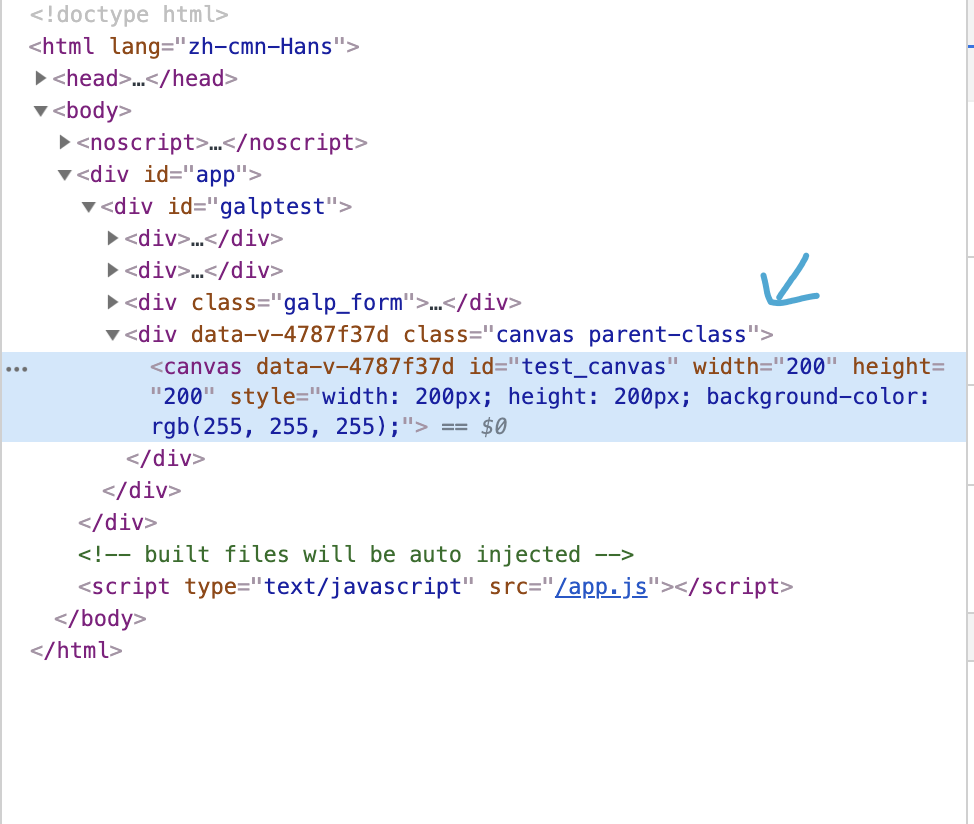 <!doctype html>
<html lang="zh-cmn-Hans">
<head>…</head>
<body>
<noscript>…</noscript>
<div id="app">
<div id="galptest">
<div>…</div>
<div>…</div>
<div class="galp_form">…</div>
<div data-v-4787f37d class="canvas parent-class">
<canvas data-v-4787f37d id="test_canvas" width="200" height=
"200" style="width: 200px; height: 200px; background-color:
rgb(255, 255, 255);"> == $0
</div>
</div>
</div>
<!-- built files will be auto injected -->
<script type="text/javascript" src="/app.js"></script>
</body>
</html>